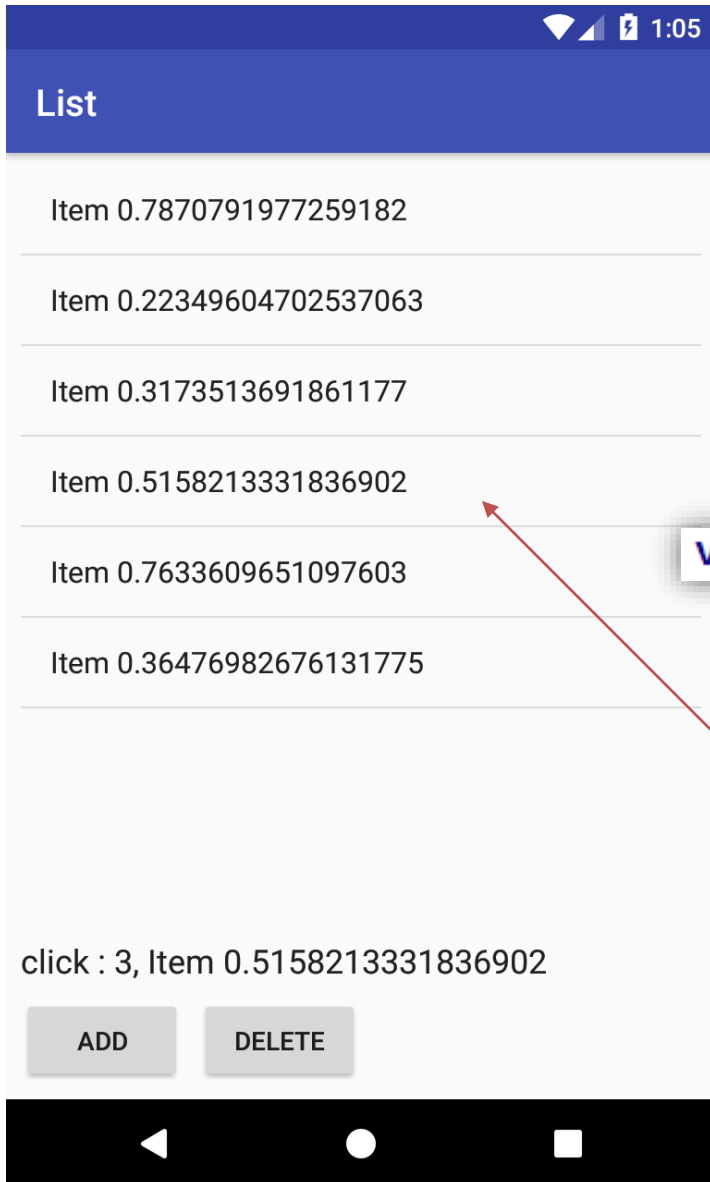 1:05
List
Item 0.7870791977259182
Item 0.22349604702537063
Item 0.3173513691861177
Item 0.5158213331836902
Item 0.7633609651097603
Item 0.36476982676131775
click : 3, Item 0.5158213331836902
ADD DELETE